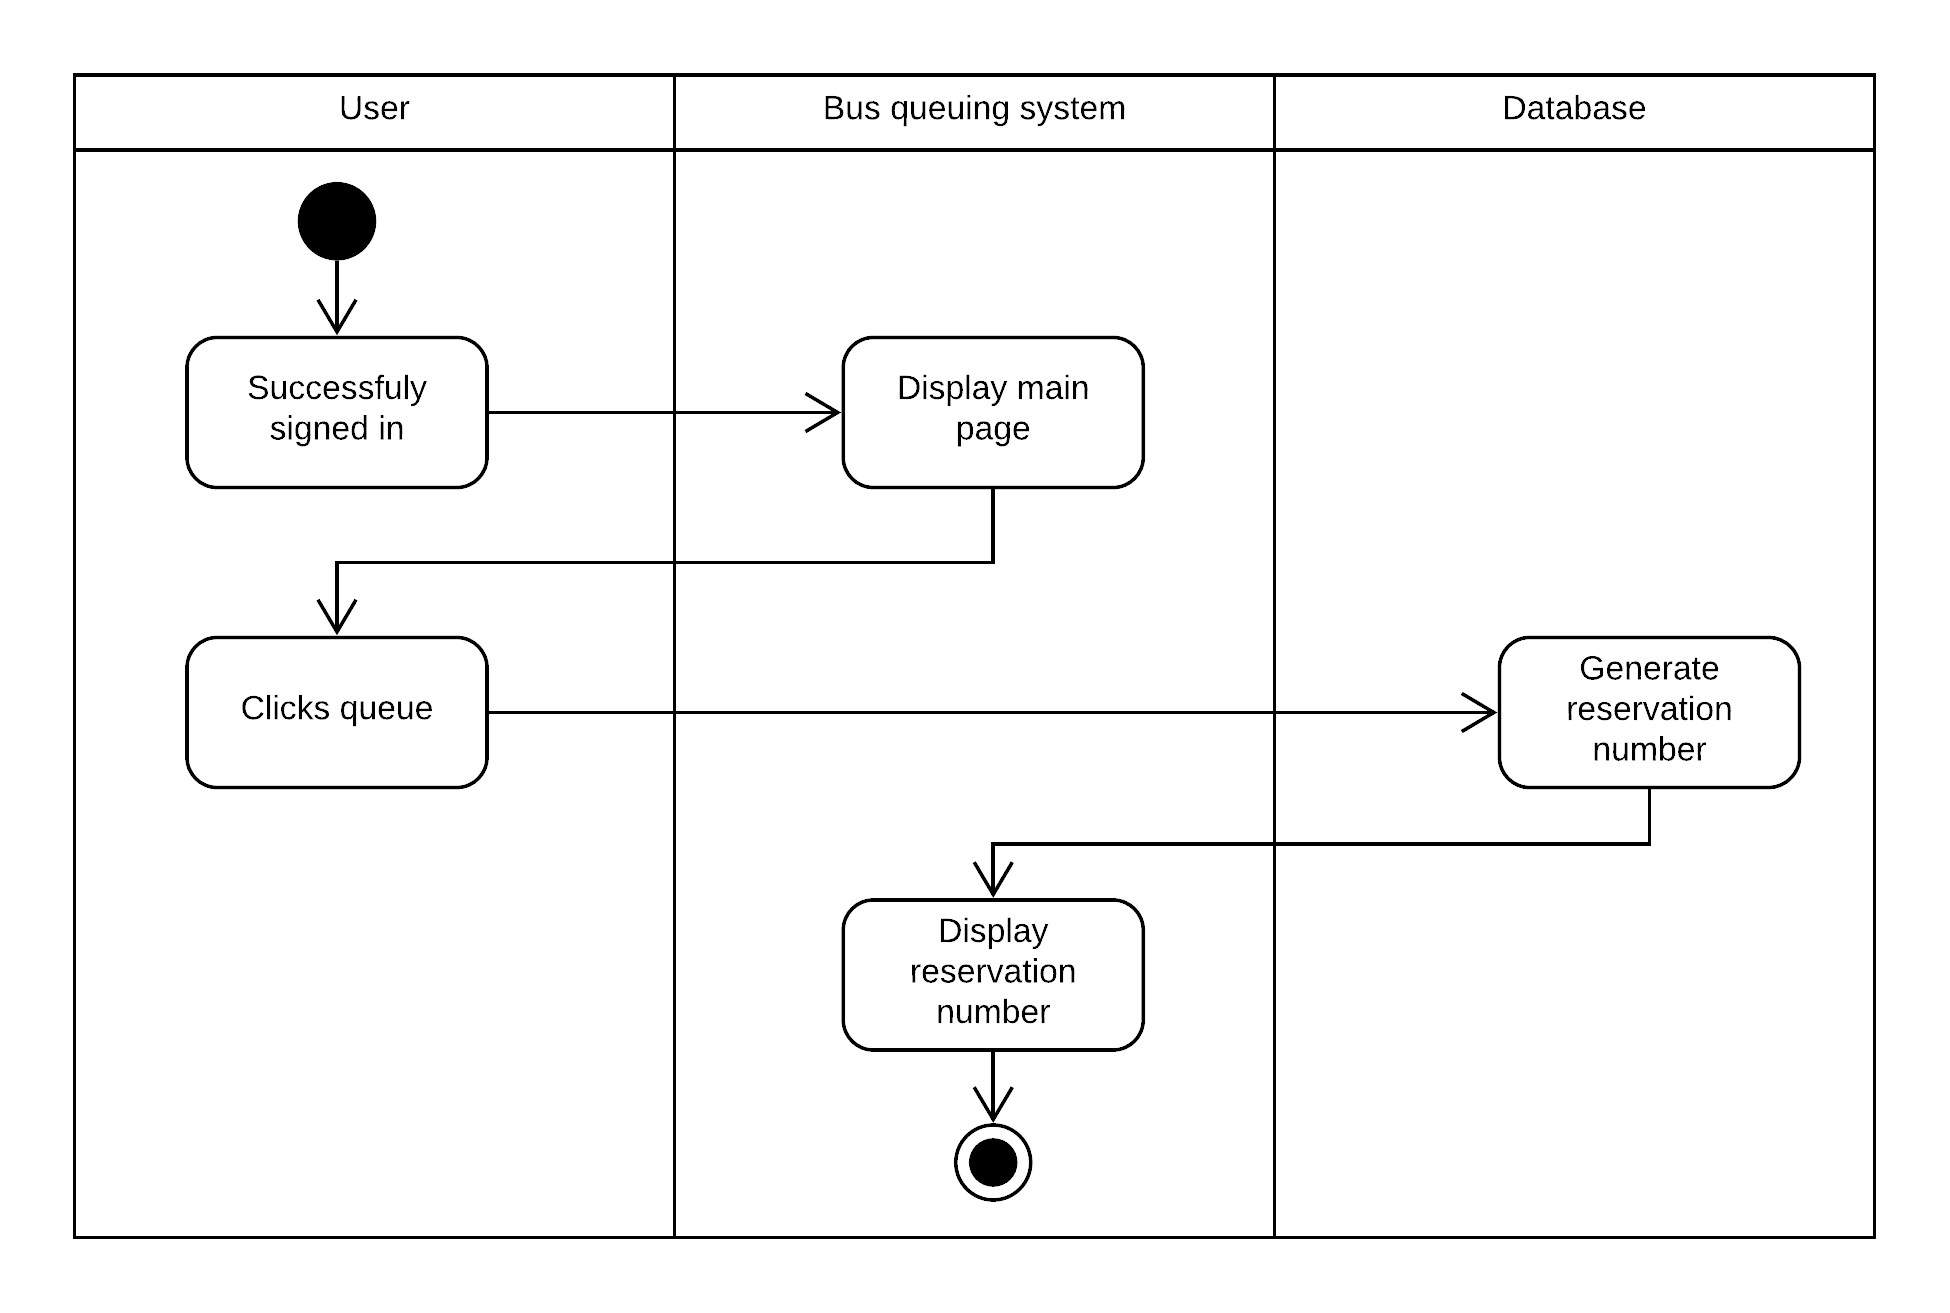 User
Bus queuing system
Database
Successfuly
signed in
Display main
page
Clicks queue
Generate
reservation
number
Display
reservation
number